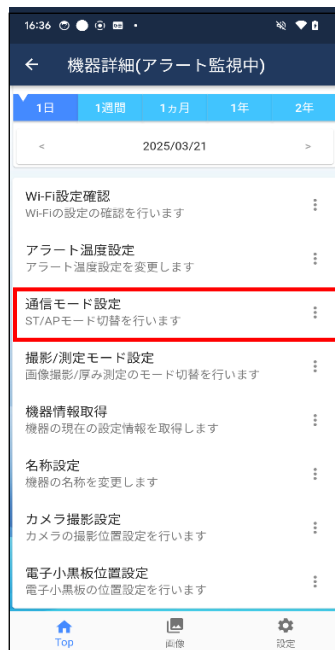 16:36
機器詳細(アラート監視中)
1日 1週間 1ヵ月 1年 2年
< 2025/03/21 >
Wi-Fi設定確認
Wi-Fiの設定の確認を行います
アラート温度設定
アラート温度設定を変更します
通信モード設定
ST/APモード切替を行います
撮影/測定モード設定
画像撮影/厚み測定のモード切替を行います
機器情報取得
機器の現在の設定情報を取得します
名称設定
機器の名称を変更します
カメラ撮影設定
カメラの撮影位置設定を行います
電子小黒板位置設定
電子小黒板の位置設定を行います
Top 画像 設定